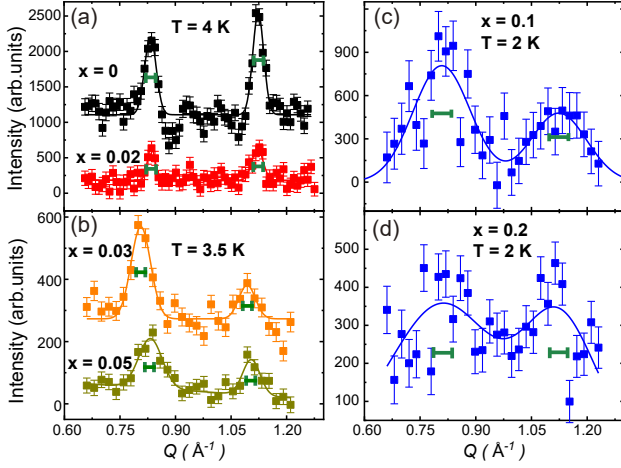 (a)
T = 4 K
x = 0
x = 0.02
2500
2000
1500
1000
500
0
Intensity (arb.units)
(b)
T = 3.5 K
x = 0.03
x = 0.05
600
400
200
0
Intensity (arb.units)
0.60 0.75 0.90 1.05 1.20
Q ( Å⁻¹)
(c)
x = 0.1
T = 2 K
900
600
300
0
(d)
x = 0.2
T = 2 K
500
400
300
200
100
0.60 0.75 0.90 1.05 1.20
Q ( Å⁻¹)